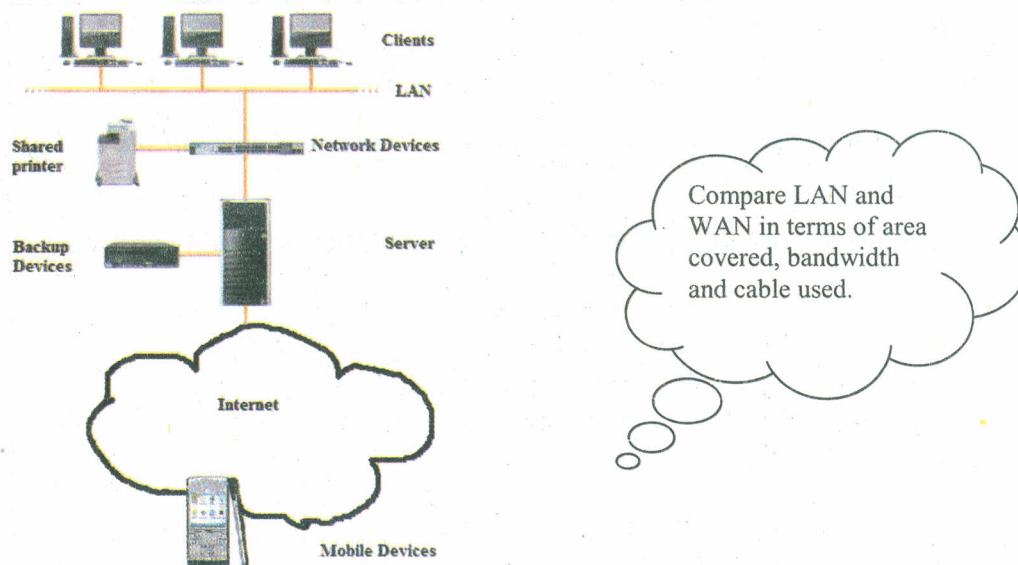 Clients
LAN
Shared
printer
Network Devices
Backup
Devices
Server
Internet
Mobile Devices
Compare LAN and
WAN in terms of area
covered, bandwidth
and cable used.